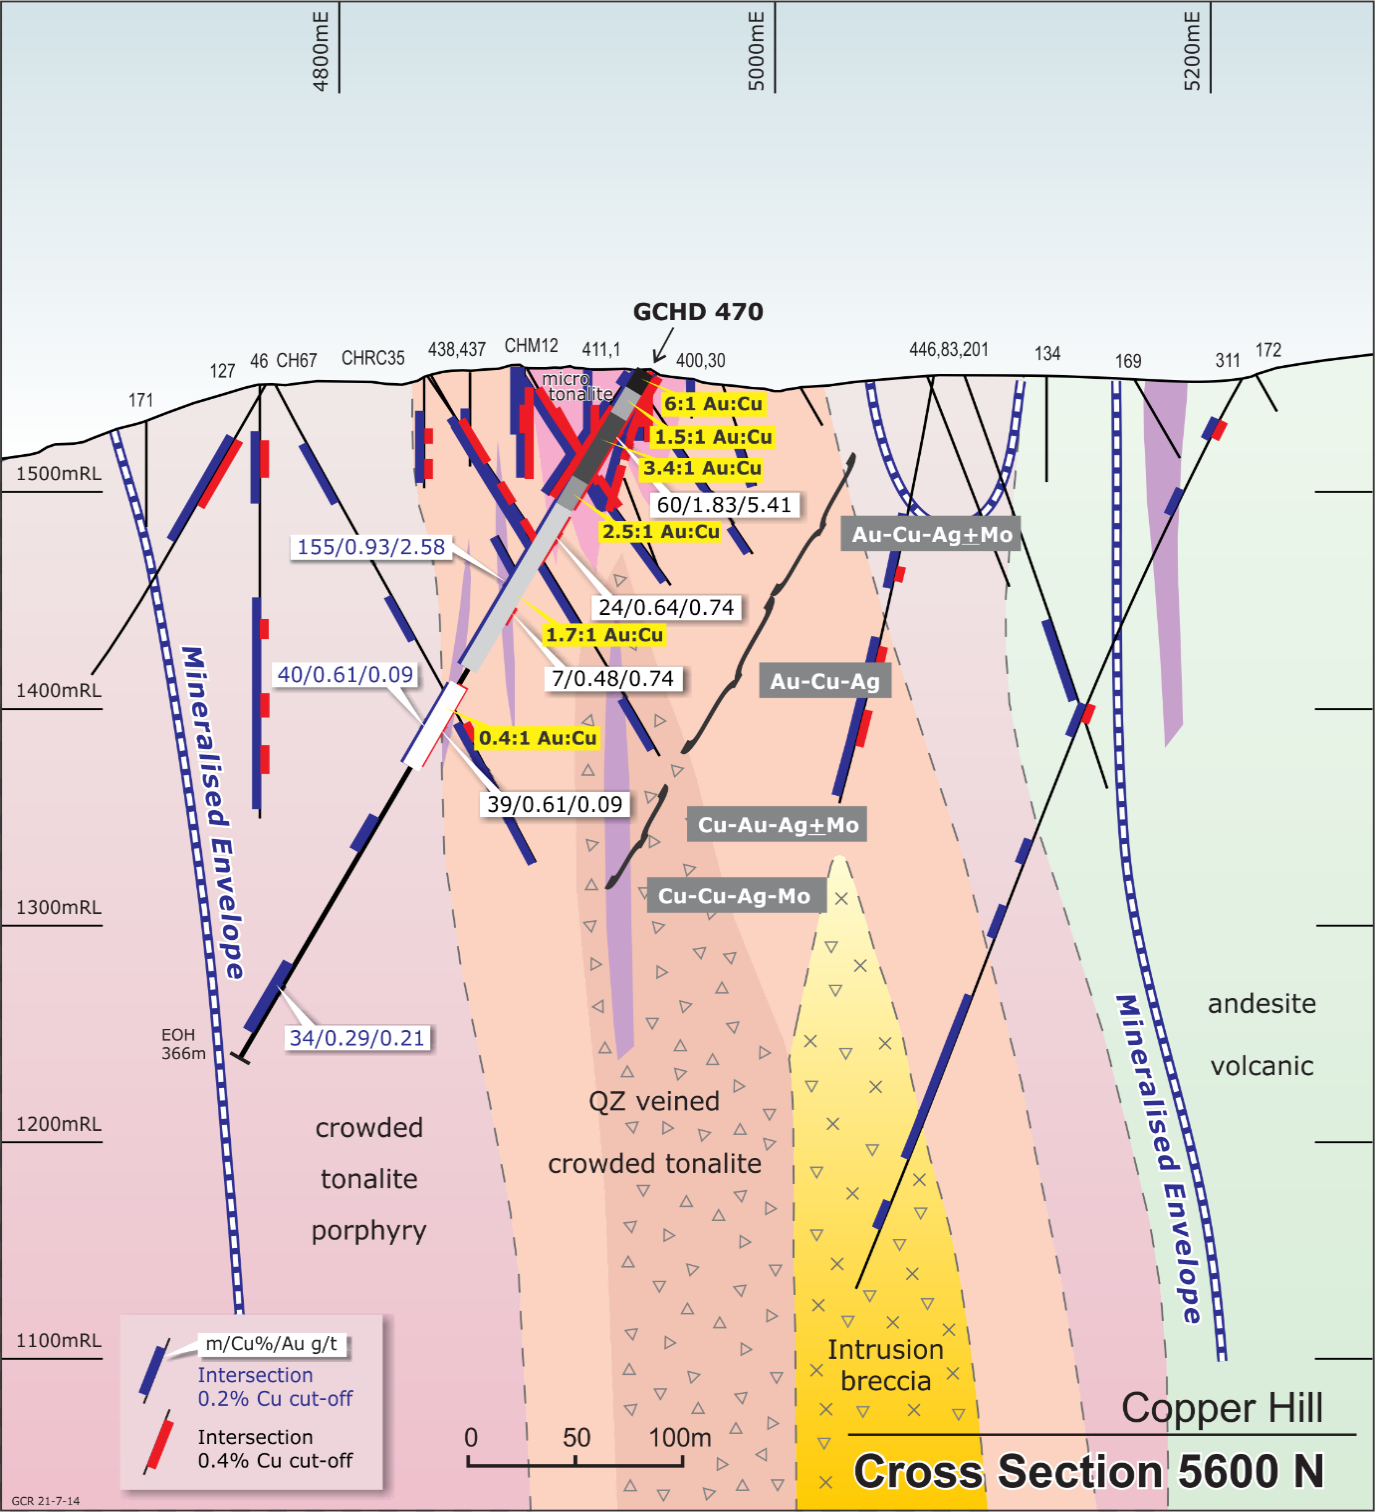 4800mE
5000mE
5200mE
GCHD 470
171
127
46
CH67
CHRC35
438,437
CHM12
411,1
400,30
446,83,201
134
169
311
172
micro
tonalite
6:1 Au:Cu
1.5:1 Au:Cu
3.4:1 Au:Cu
60/1.83/5.41
2.5:1 Au:Cu
155/0.93/2.58
24/0.64/0.74
1.7:1 Au:Cu
7/0.48/0.74
40/0.61/0.09
0.4:1 Au:Cu
39/0.61/0.09
34/0.29/0.21
Au-Cu-Ag±Mo
Au-Cu-Ag
Cu-Au-Ag±Mo
Cu-Cu-Ag-Mo
1500mRL
1400mRL
1300mRL
1200mRL
1100mRL
Mineralised Envelope
Mineralised Envelope
EOH
366m
crowded
tonalite
porphyry
QZ veined
crowded tonalite
andesite
volcanic
Intrusion
breccia
m/Cu%/Au g/t
Intersection
0.2% Cu cut-off
Intersection
0.4% Cu cut-off
0 50 100m
Copper Hill
Cross Section 5600 N
GCR 21-7-14